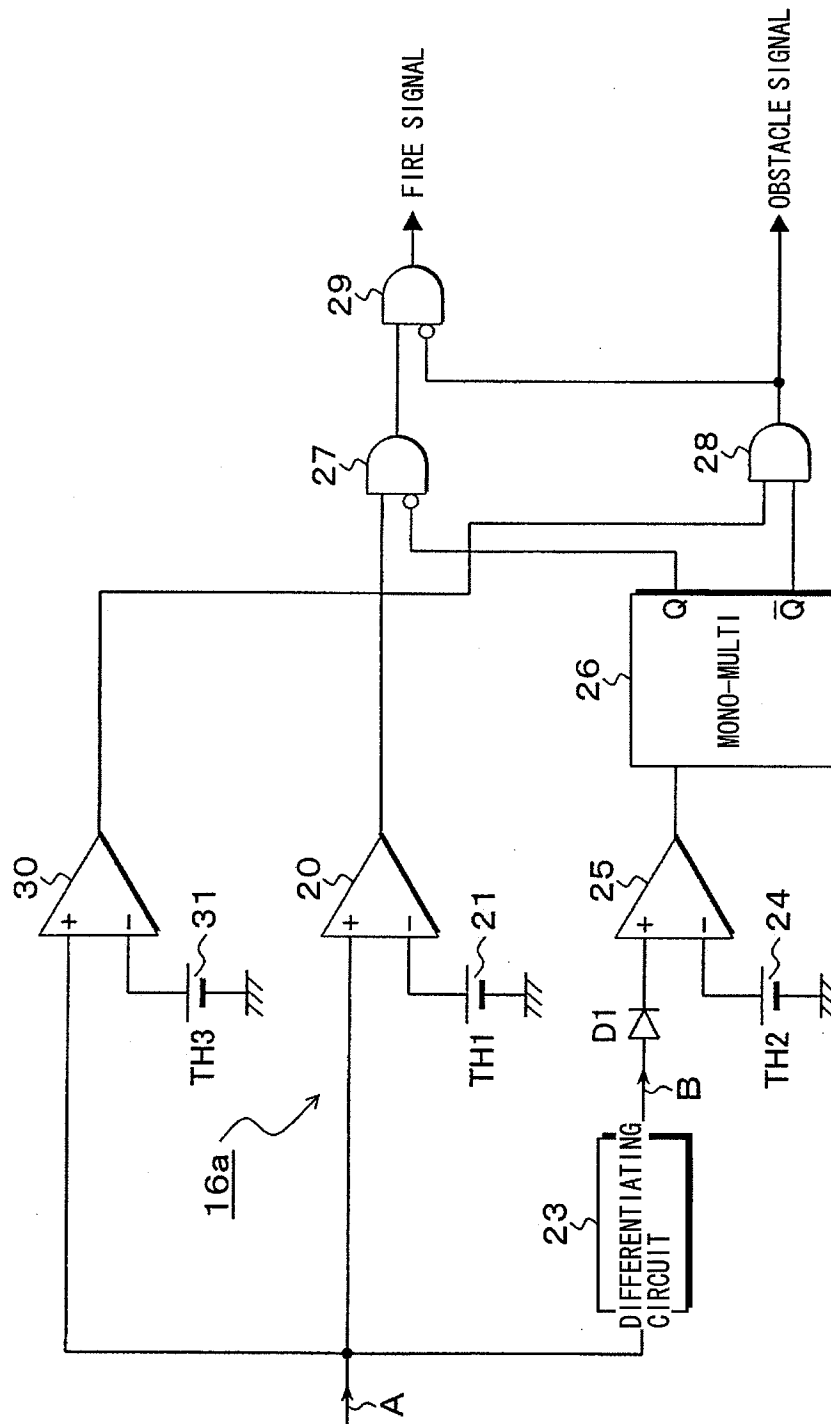 30
+
−
31
TH3
16a
20
+
−
21
TH1
A
23
DIFFERENTIATING
CIRCUIT
B
D1
25
+
−
24
TH2
26
MONO-MULTI
Q
Q̅
27
28
29
FIRE SIGNAL
OBSTACLE SIGNAL